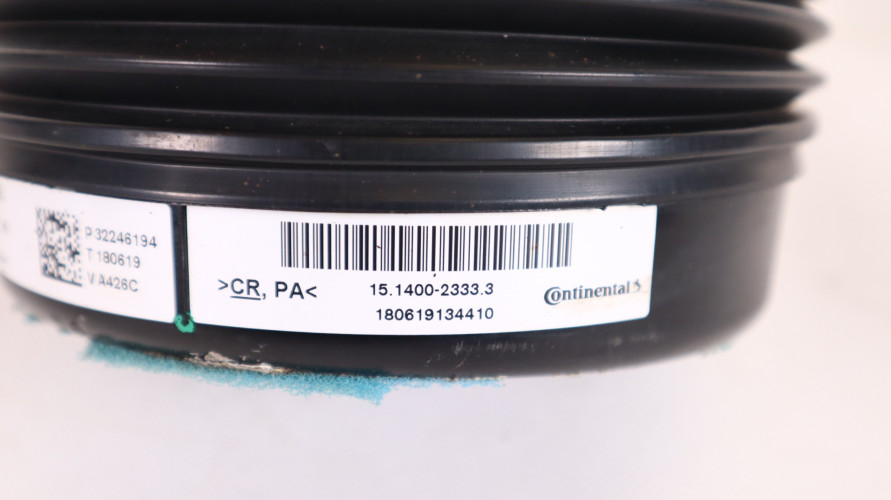 P 32246194
T 180619
V A426C
>CR, PA<
15.1400-2333.3
180619134410
Continental